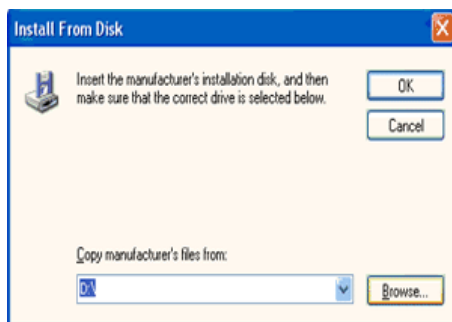 Install From Disk
Insert the manufacturer's installation disk, and then
make sure that the correct drive is selected below.
OK
Cancel
Copy manufacturer's files from:
D:\
Browse...